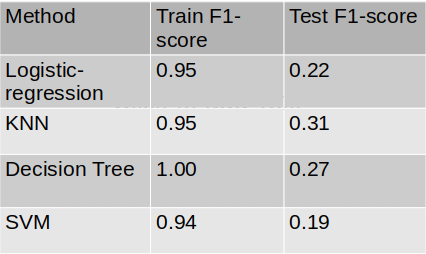 Method Train F1- Test F1-score
score
Logistic- 0.95 0.22
regression
KNN 0.95 0.31
Decision Tree 1.00 0.27
SVM 0.94 0.19